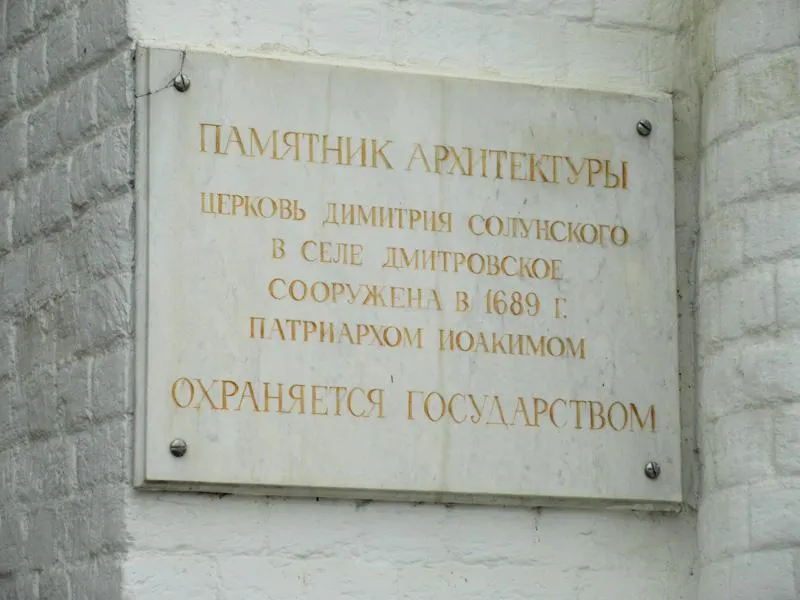 ПАМЯТНИК АРХИТЕКТУРЫ
ЦЕРКОВЬ ДИМИТРИЯ СОЛУНСКОГО
В СЕЛЕ ДМИТРОВСКОЕ
СООРУЖЕНА В 1689 Г.
ПАТРИАРХОМ ИОАКИМОМ
ОХРАНЯЕТСЯ ГОСУДАРСТВОМ